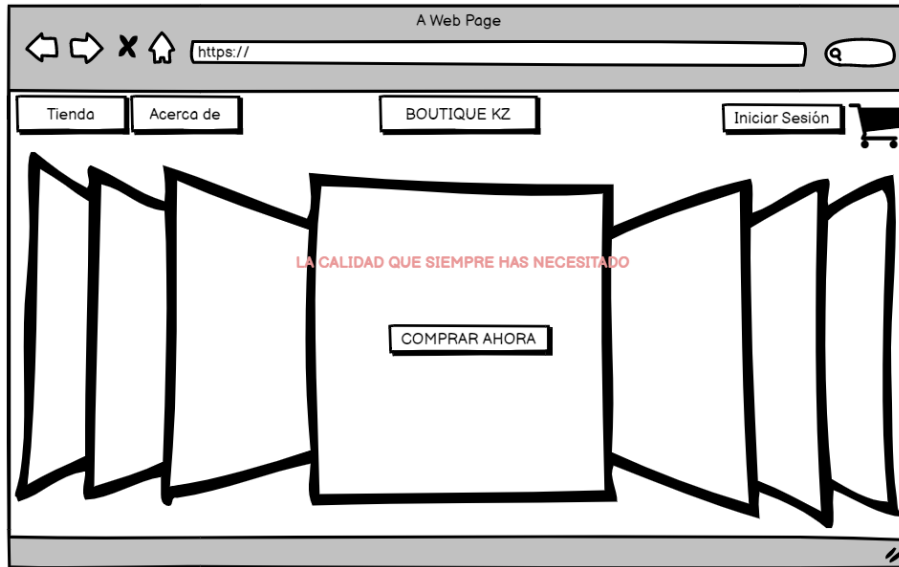 A Web Page
https://
Tienda
Acerca de
BOUTIQUE KZ
Iniciar Sesión
LA CALIDAD QUE SIEMPRE HAS NECESITADO
COMPRAR AHORA